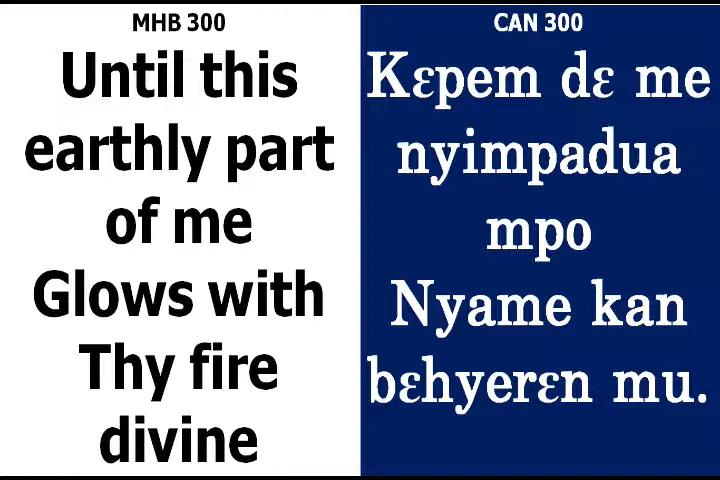 MHB 300
Until this
earthly part
of me
Glows with
Thy fire
divine
CAN 300
Kɛpem dɛ me
nyimpadua
mpo
Nyame kan
bɛhyerɛn mu.